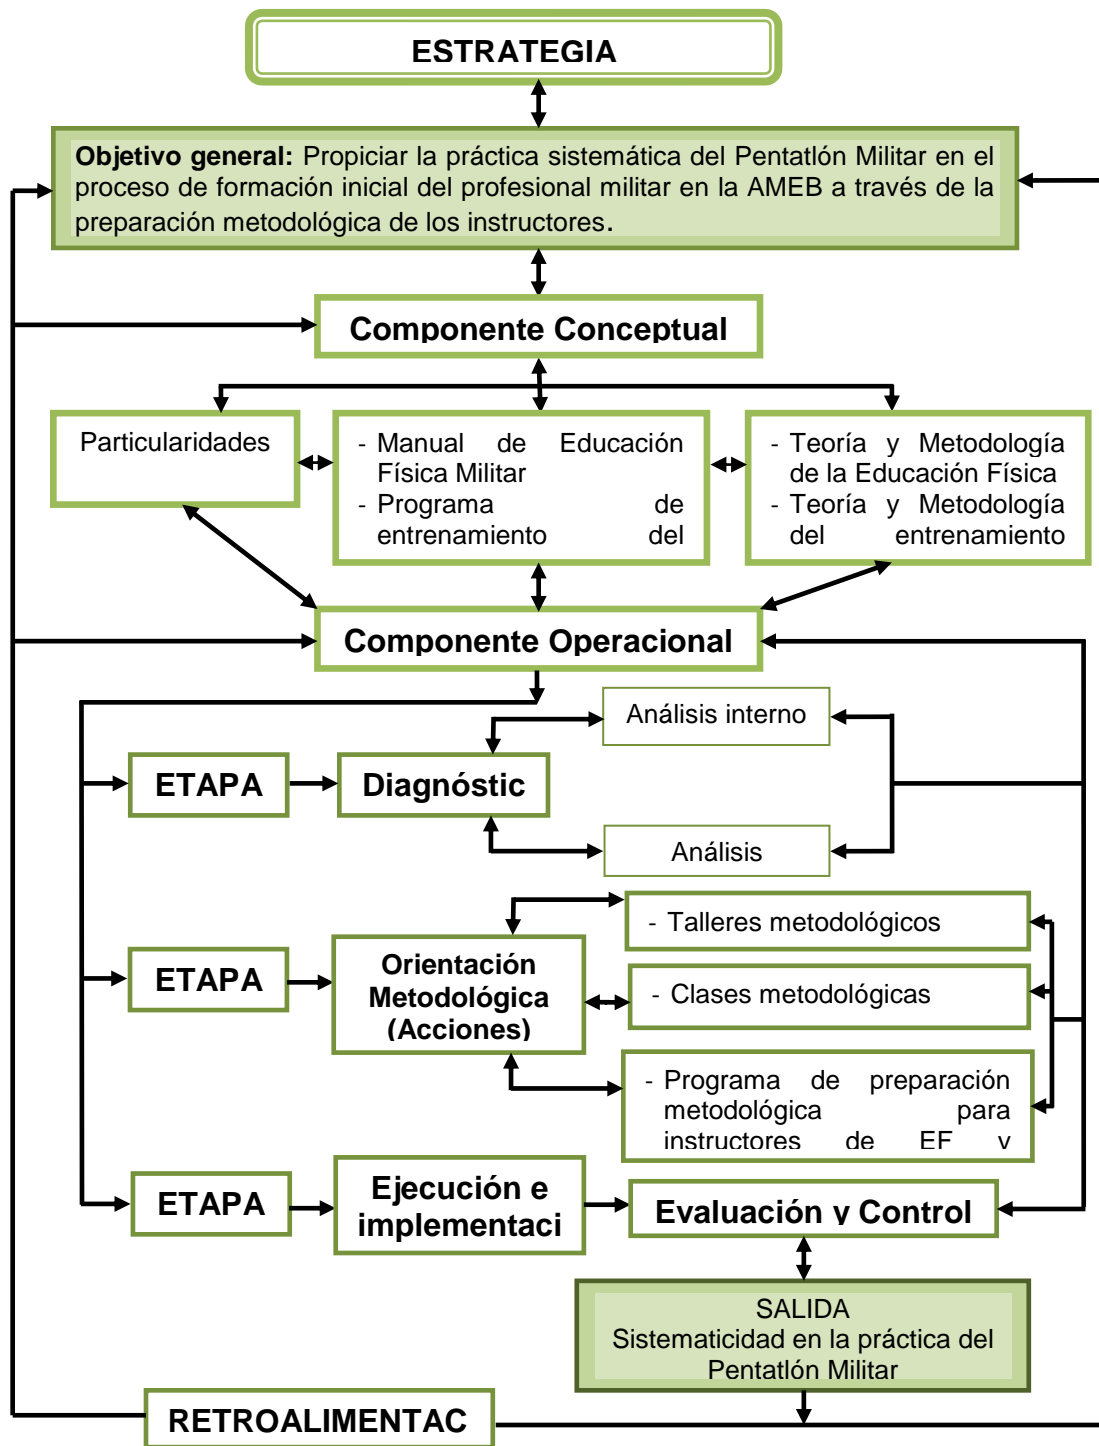 ESTRATEGIA
Objetivo general: Propiciar la práctica sistemática del Pentatlón Militar en el
proceso de formación inicial del profesional militar en la AMEB a través de la
preparación metodológica de los instructores.
Componente Conceptual
Particularidades
- Manual de Educación
Física Militar
- Programa de
entrenamiento del
- Teoría y Metodología
de la Educación Física
- Teoría y Metodología
del entrenamiento
Componente Operacional
Análisis interno
ETAPA
Diagnóstic
Análisis
- Talleres metodológicos
ETAPA
Orientación
Metodológica
(Acciones)
- Clases metodológicas
- Programa de preparación
metodológica para
instructores de EF y
ETAPA
Ejecución e
implementaci
Evaluación y Control
SALIDA
Sistematicidad en la práctica del
Pentatlón Militar
RETROALIMENTAC